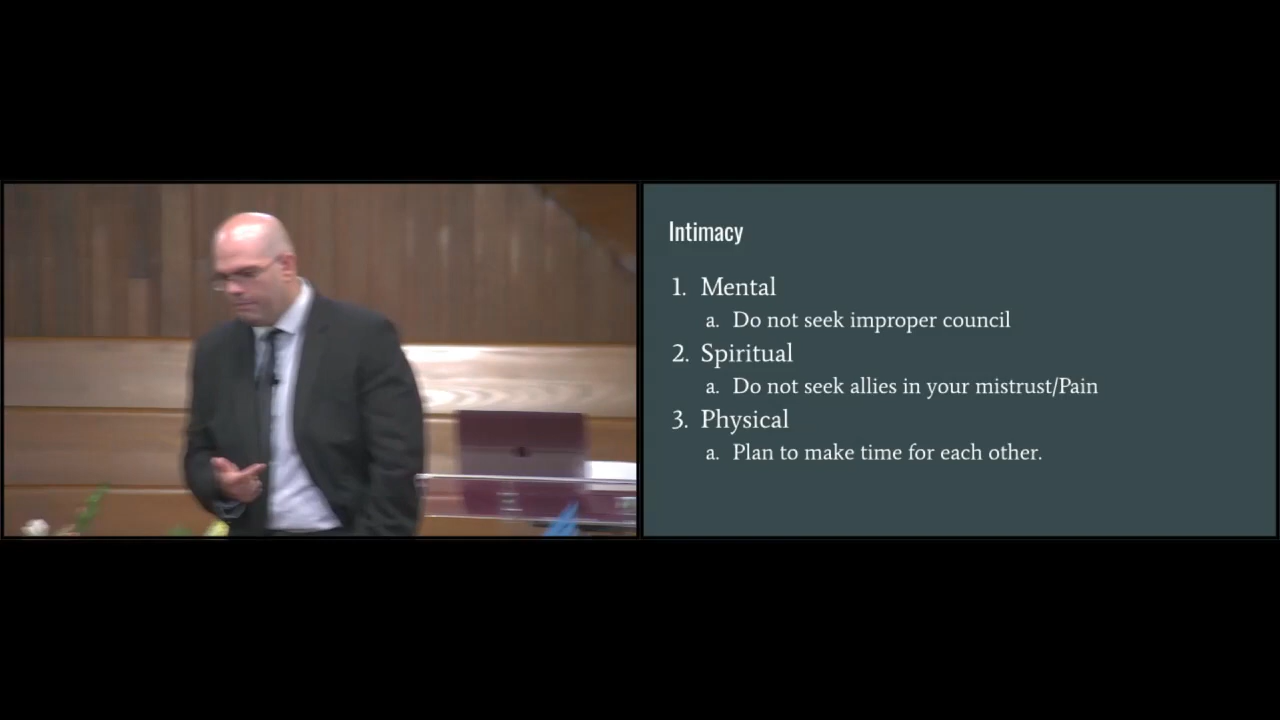 Intimacy
1. Mental
a. Do not seek improper council
2. Spiritual
a. Do not seek allies in your mistrust/Pain
3. Physical
a. Plan to make time for each other.